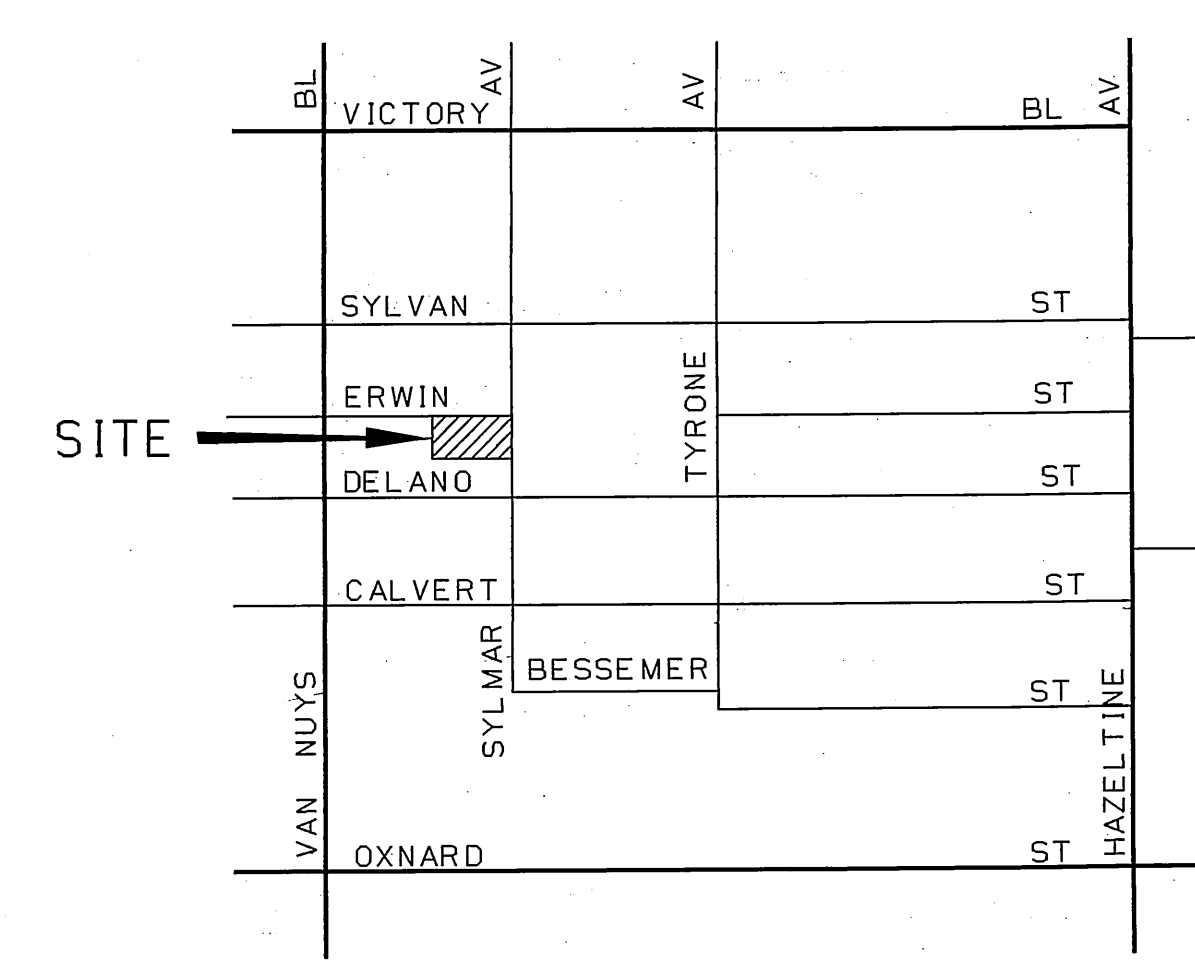 BL
AV
AV
AV
VICTORY BL
SYLVAN ST
ERWIN ST
SITE
TYRONE
DELANO ST
CALVERT ST
SYLMAR
BESSEMER ST
VAN NUYS
HAZELTINE
OXNARD ST